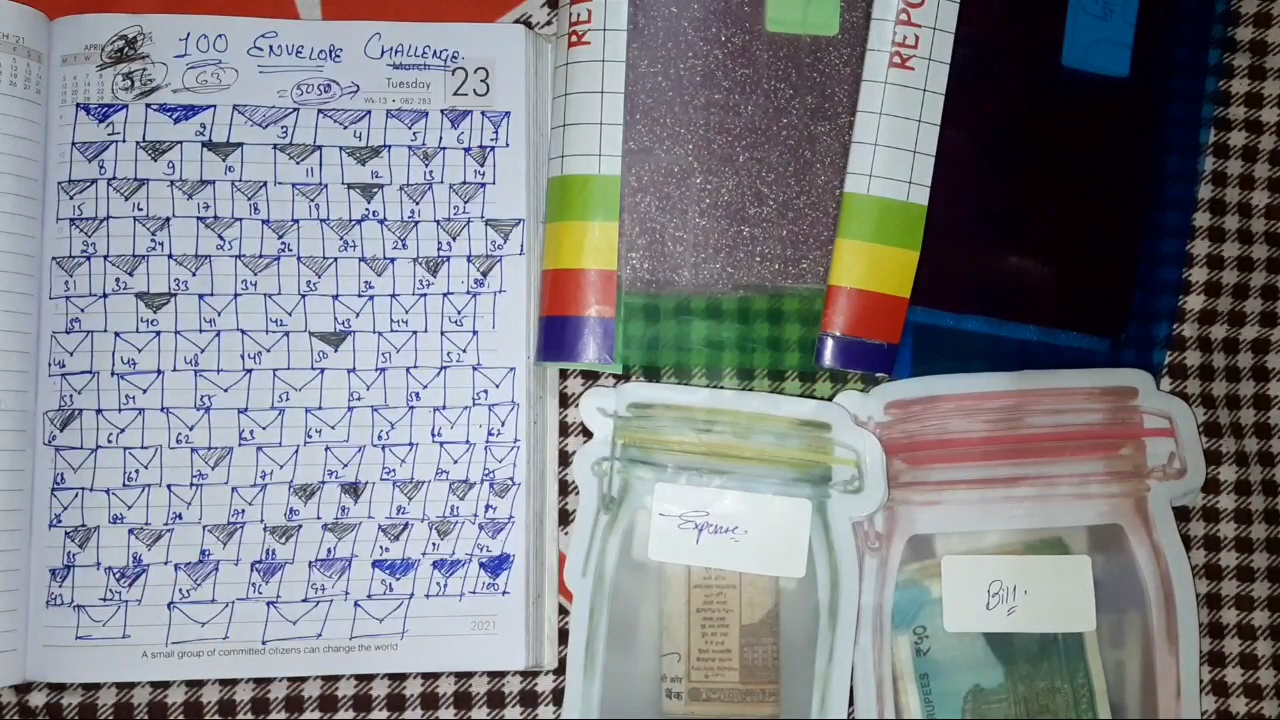 100 ENVELOPE CHALLENGE.
APRIL
56
63
March
Tuesday 23
= 5050 →
Wk-13 • 082-283
1 2 3 4 5 6 7
8 9 10 11 12 13 14
15 16 17 18 19 20 21 22
23 24 25 26 27 28 29 30
31 32 33 34 35 36 37 38
39 40 41 42 43 44 45
46 47 48 49 50 51 52
53 54 55 56 57 58 59
60 61 62 63 64 65 66 67
68 69 70 71 72 73 74 75
76 77 78 79 80 81 82 83 84
85 86 87 88 89 90 91 92
93 94 95 96 97 98 99 100
2021
A small group of committed citizens can change the world
REPO
Expense
Bill.
बैंक
RUPEES ₹50